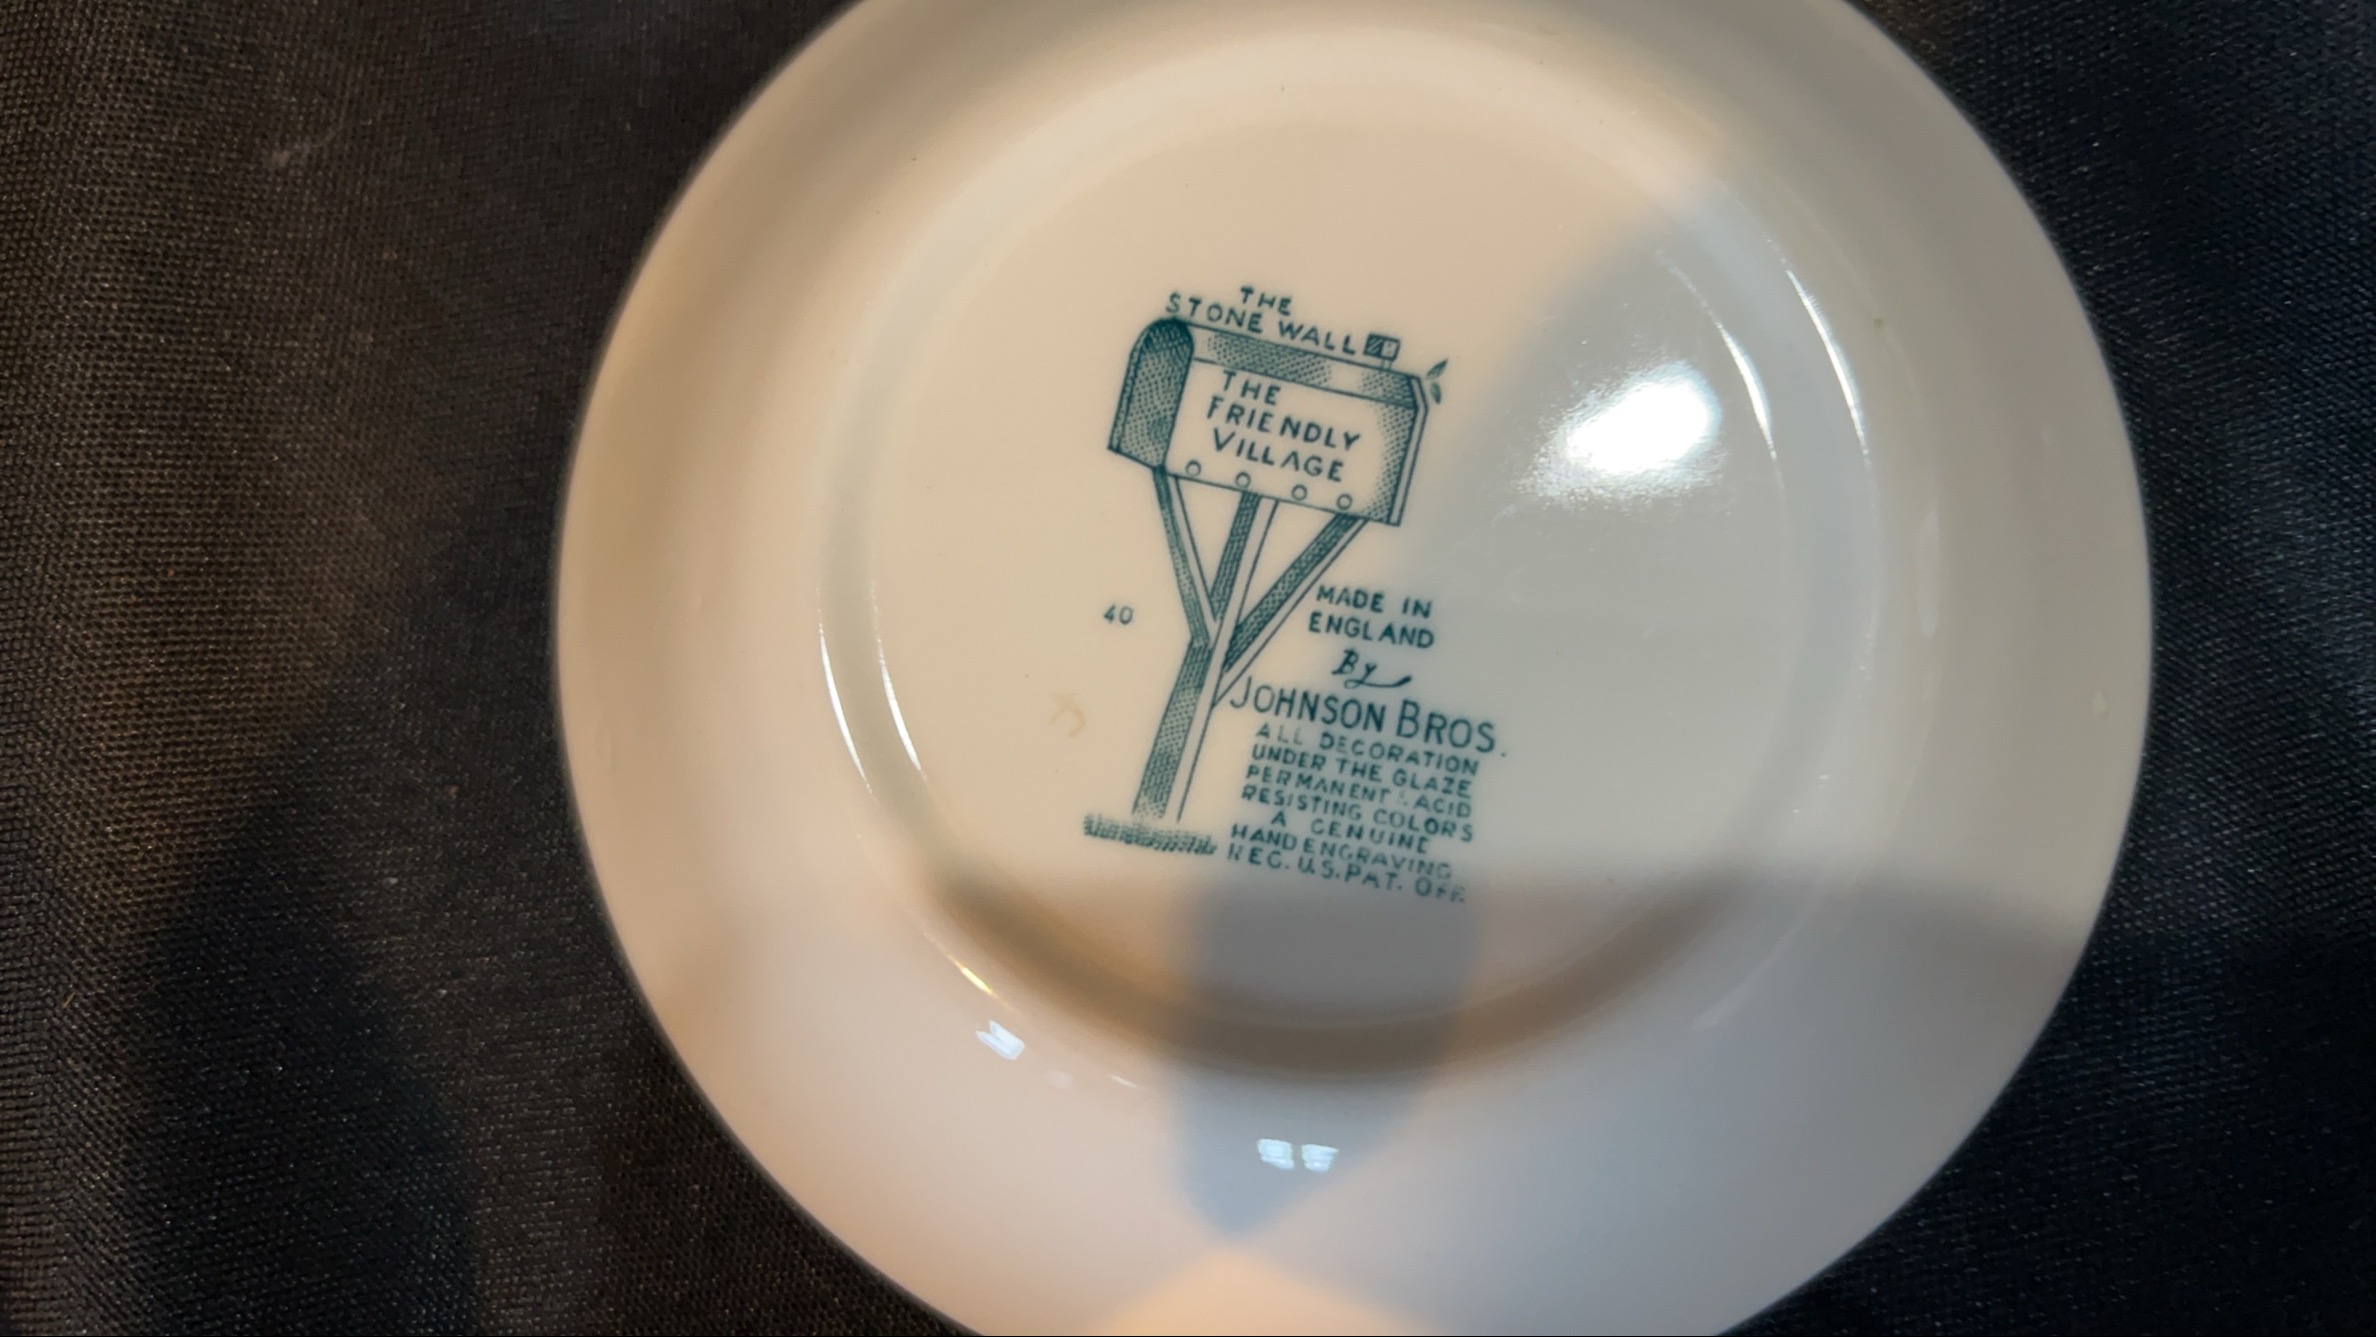 THE
STONE WALL
THE
FRIENDLY
VILLAGE
40
MADE IN
ENGLAND
By
JOHNSON BROS.
ALL DECORATION
UNDER THE GLAZE
PERMANENT & ACID
RESISTING COLORS
A GENUINE
HAND ENGRAVING
REG. U.S. PAT. OFF.